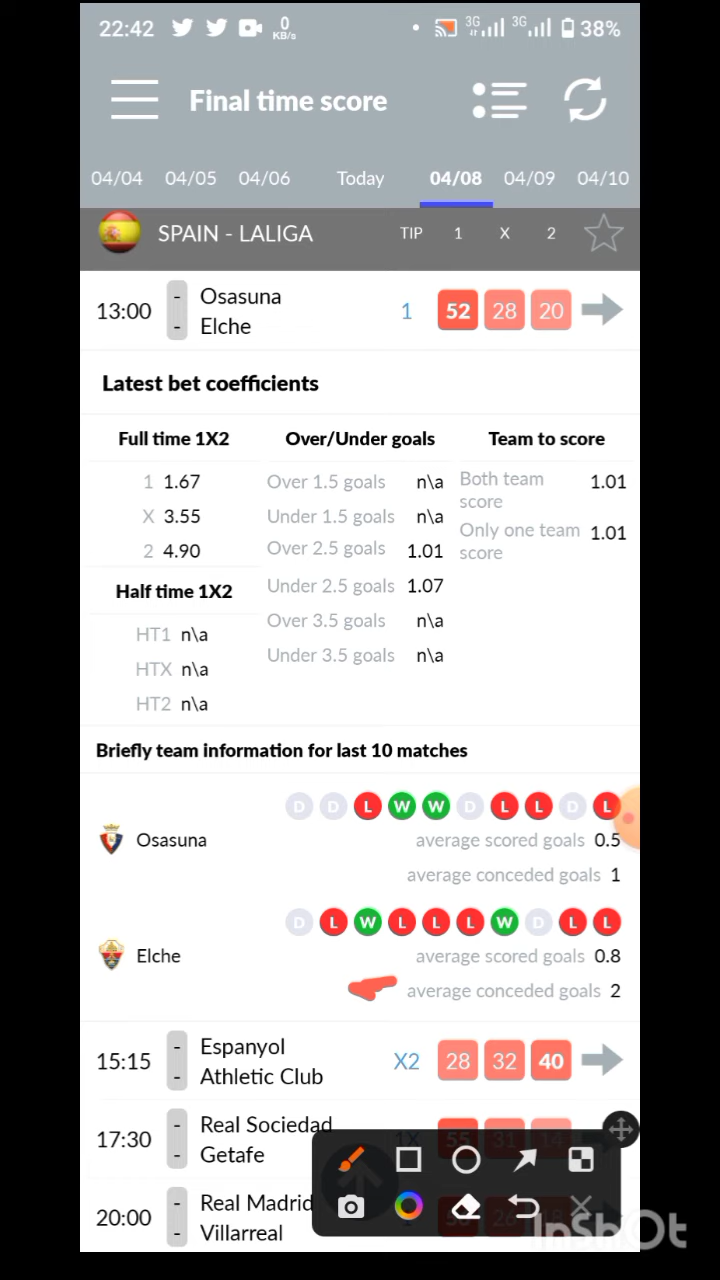 22:42 0 KB/s 3G 3G 38%
Final time score
04/04 04/05 04/06 Today 04/08 04/09 04/10
SPAIN - LALIGA TIP 1 X 2
13:00 - Osasuna 1 52 28 20
- Elche
Latest bet coefficients
Full time 1X2 Over/Under goals Team to score
1 1.67 Over 1.5 goals n\a Both team score 1.01
X 3.55 Under 1.5 goals n\a Only one team score 1.01
2 4.90 Over 2.5 goals 1.01
Half time 1X2 Under 2.5 goals 1.07
HT1 n\a Over 3.5 goals n\a
HTX n\a Under 3.5 goals n\a
HT2 n\a
Briefly team information for last 10 matches
D D L W W D L L D L
Osasuna average scored goals 0.5
average conceded goals 1
D L W L L L W D L L
Elche average scored goals 0.8
average conceded goals 2
15:15 - Espanyol X2 28 32 40
- Athletic Club
17:30 - Real Sociedad 1X 55 31 14
- Getafe
20:00 - Real Madrid
- Villarreal
InShOt